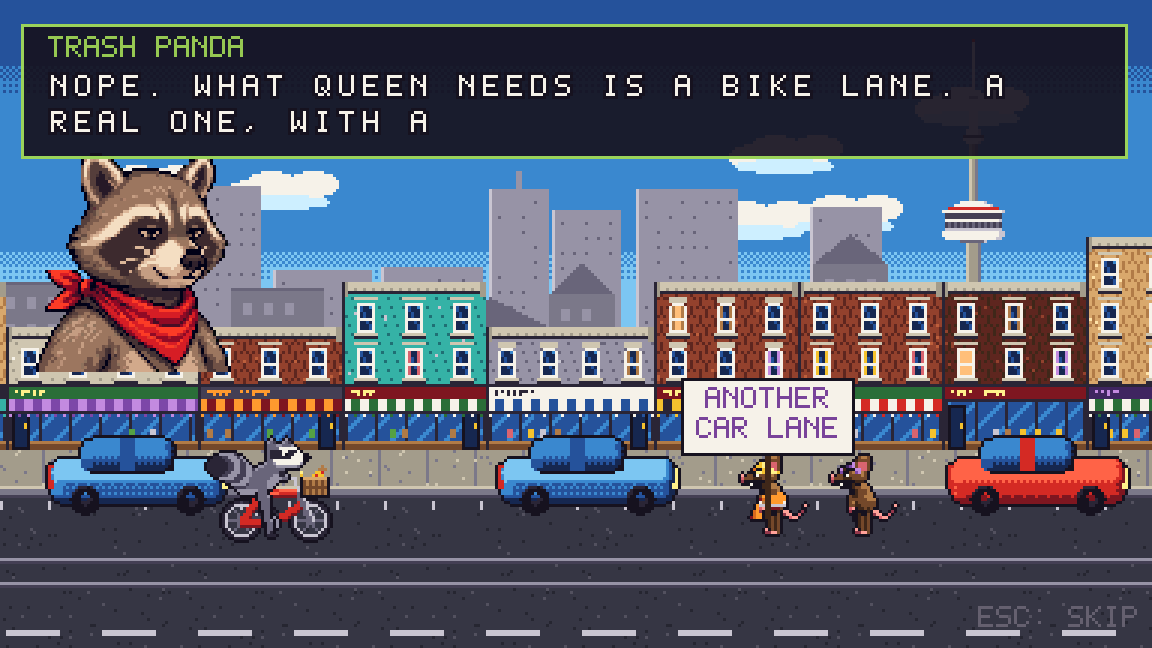 TRASH PANDA
NOPE. WHAT QUEEN NEEDS IS A BIKE LANE. A
REAL ONE, WITH A
ANOTHER
CAR LANE
ESC: SKIP